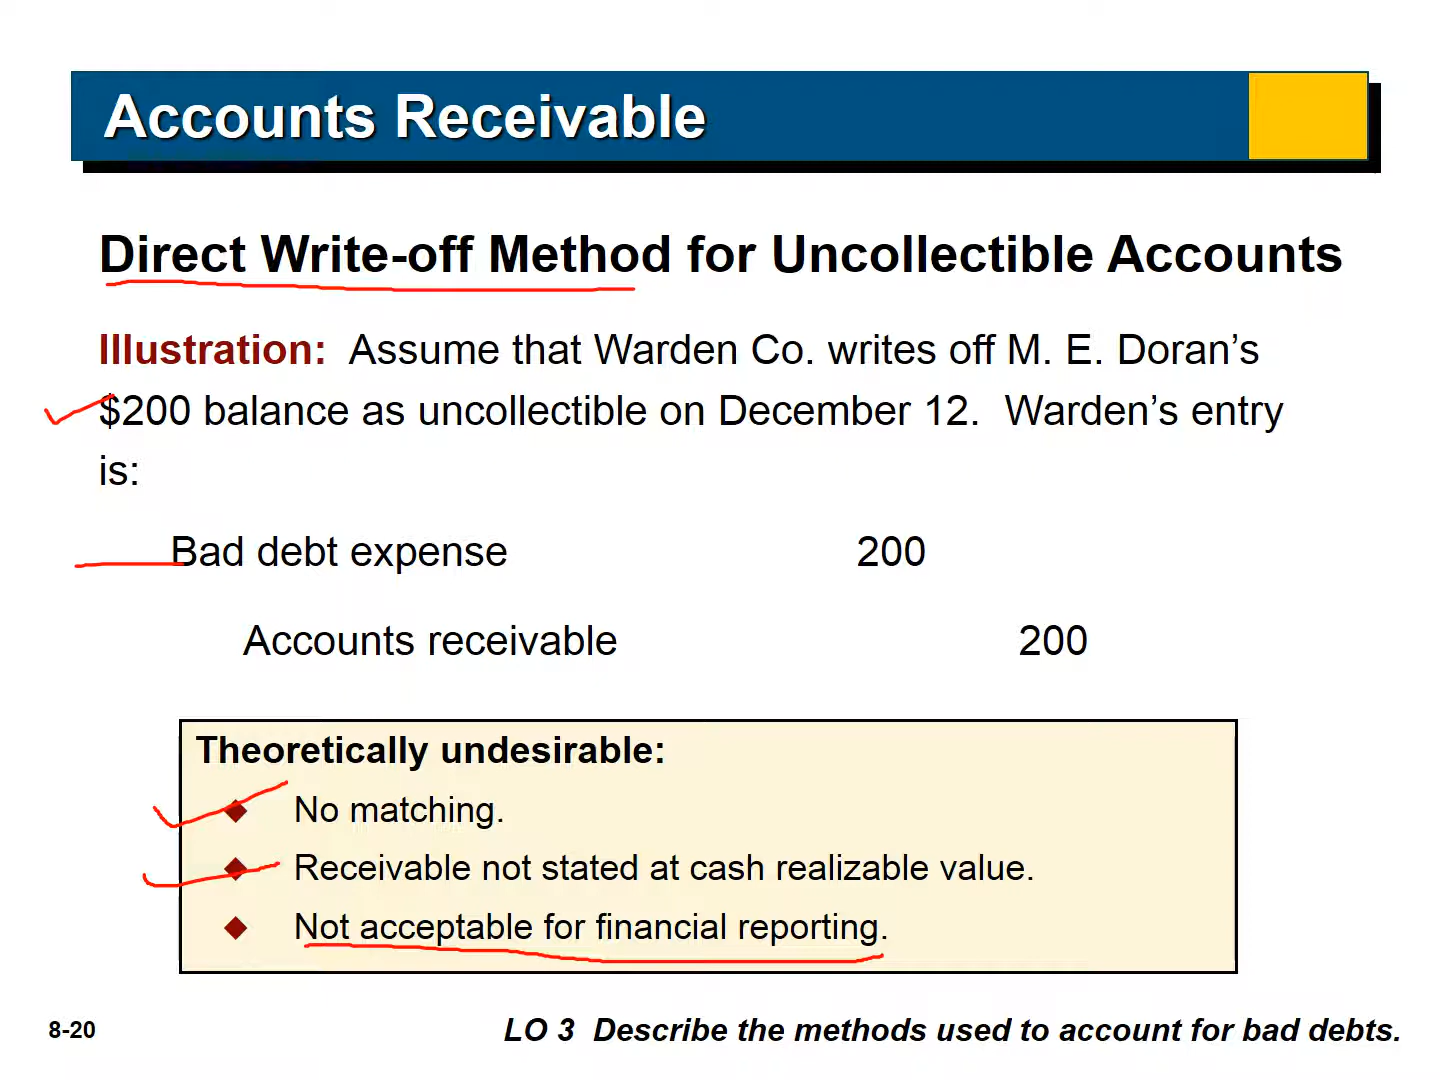 Accounts Receivable
Direct Write-off Method for Uncollectible Accounts
Illustration: Assume that Warden Co. writes off M. E. Doran’s
$200 balance as uncollectible on December 12. Warden’s entry
is:
Bad debt expense 200
Accounts receivable 200
Theoretically undesirable:
No matching.
Receivable not stated at cash realizable value.
Not acceptable for financial reporting.
8-20
LO 3 Describe the methods used to account for bad debts.